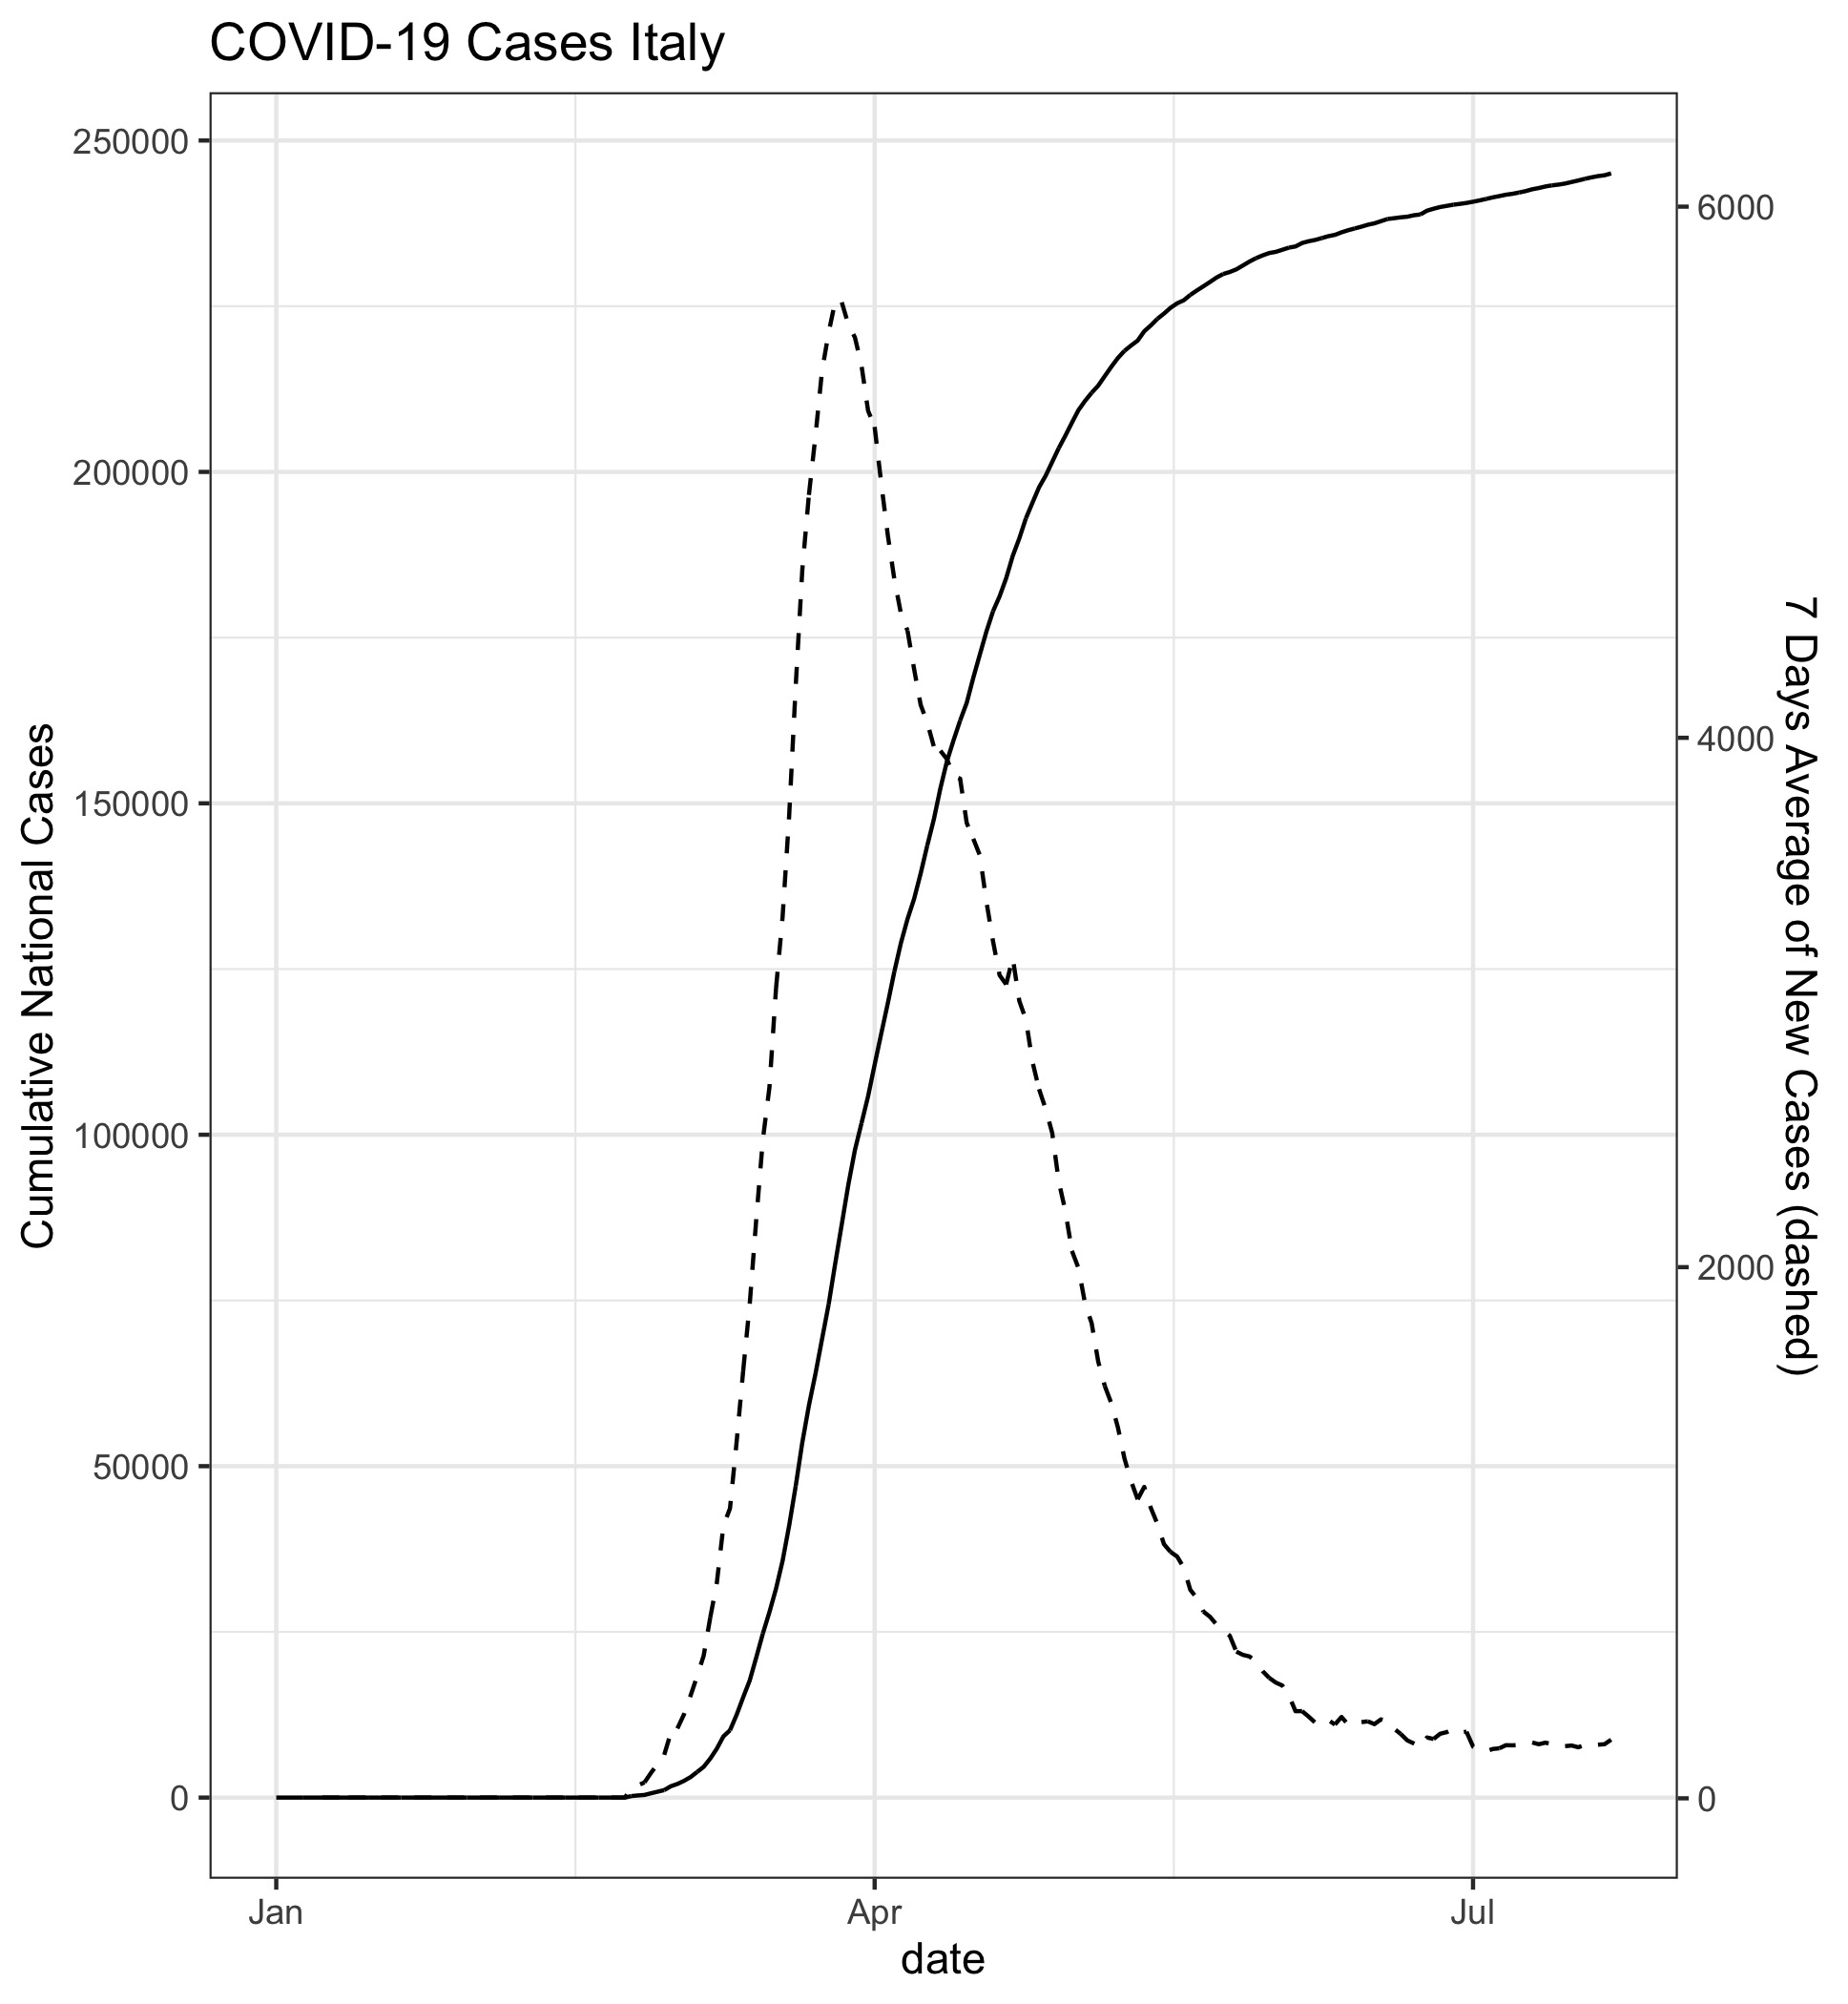 COVID-19 Cases Italy
Cumulative National Cases
250000
200000
150000
100000
50000
0
6000
4000
2000
0
7 Days Average of New Cases (dashed)
Jan
Apr
Jul
date